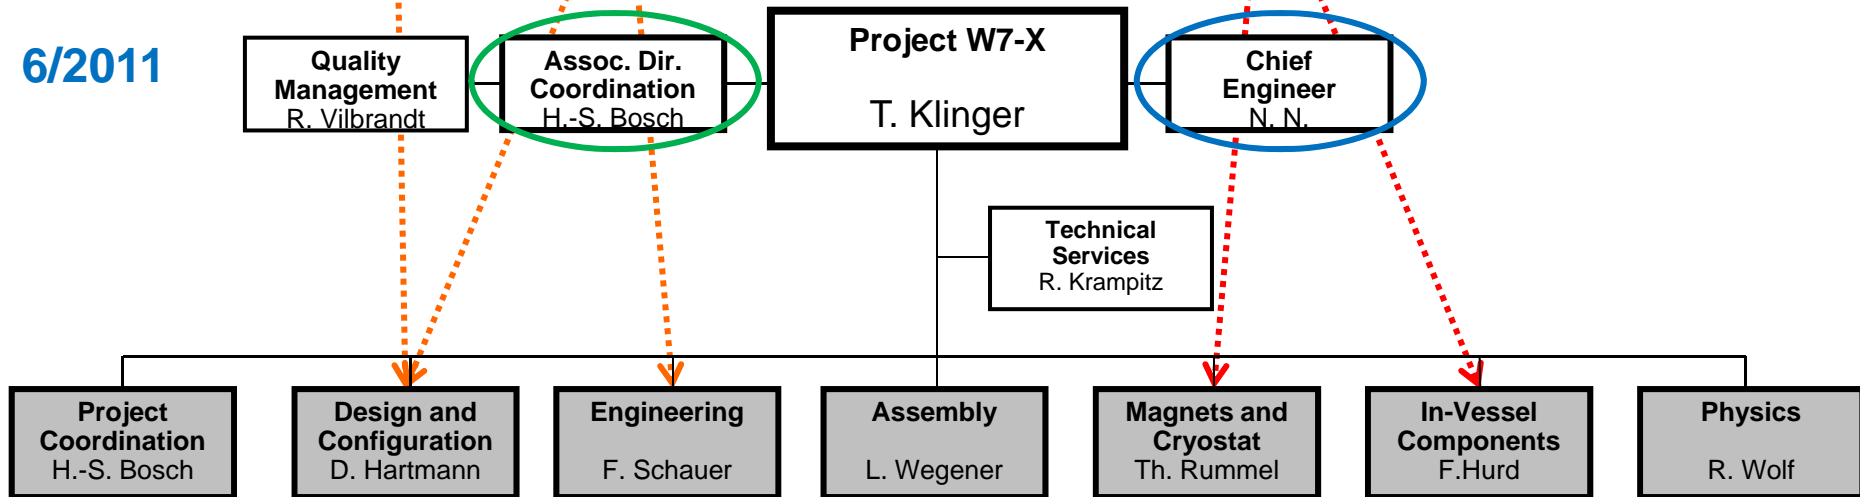 6/2011
Quality
Management
R. Vilbrandt
Assoc. Dir.
Coordination
H.-S. Bosch
Project W7-X
T. Klinger
Chief
Engineer
N. N.
Technical
Services
R. Krampitz
Project
Coordination
H.-S. Bosch
Design and
Configuration
D. Hartmann
Engineering
F. Schauer
Assembly
L. Wegener
Magnets and
Cryostat
Th. Rummel
In-Vessel
Components
F.Hurd
Physics
R. Wolf